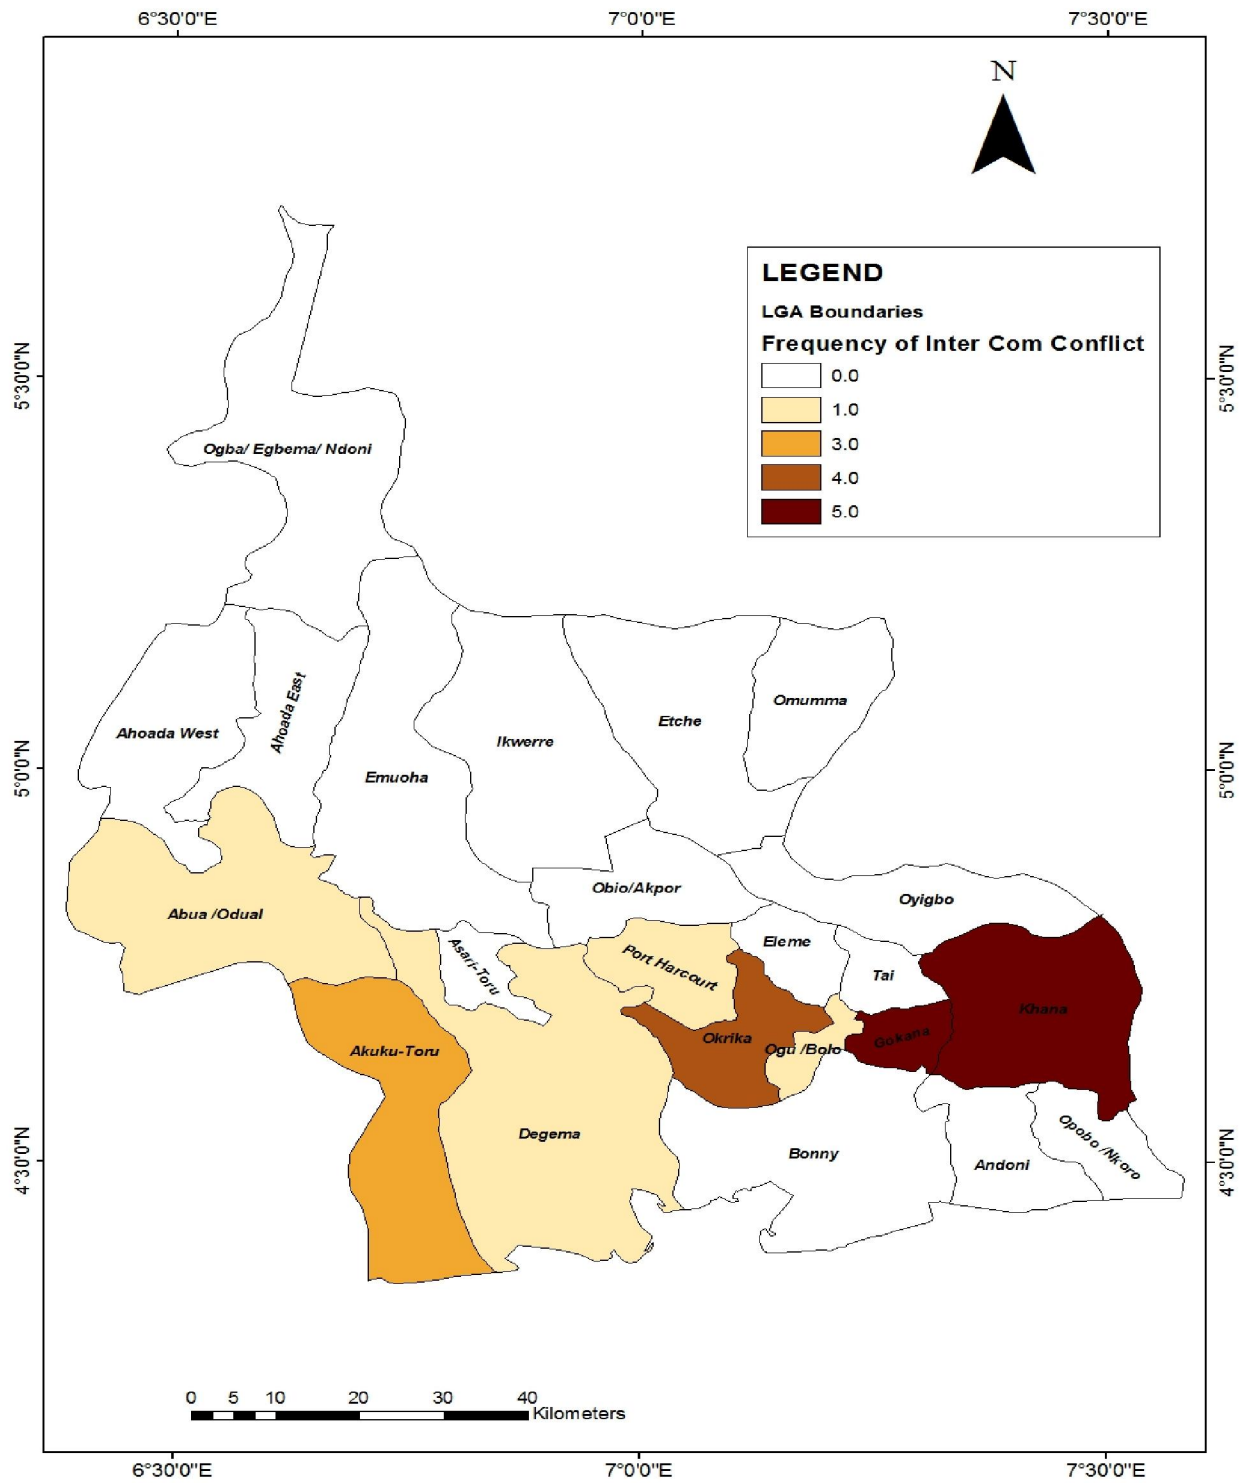 6°30'0"E 7°0'0"E 7°30'0"E
N
LEGEND
LGA Boundaries
Frequency of Inter Com Conflict
0.0
1.0
3.0
4.0
5.0
5°30'0"N 5°30'0"N
Ogba/ Egbema/ Ndoni
Ahoada West
Ahoada East
Emuoha
Ikwerre
Etche
Omumma
5°0'0"N 5°0'0"N
Obio/Akpor
Oyigbo
Abua /Odual
Asari-Toru
Port Harcourt
Eleme
Tai
Khana
Gokana
Okrika
Ogu /Bolo
Akuku-Toru
Degema
Bonny
Andoni
Opobo /Nkoro
4°30'0"N 4°30'0"N
0 5 10 20 30 40
Kilometers
6°30'0"E 7°0'0"E 7°30'0"E